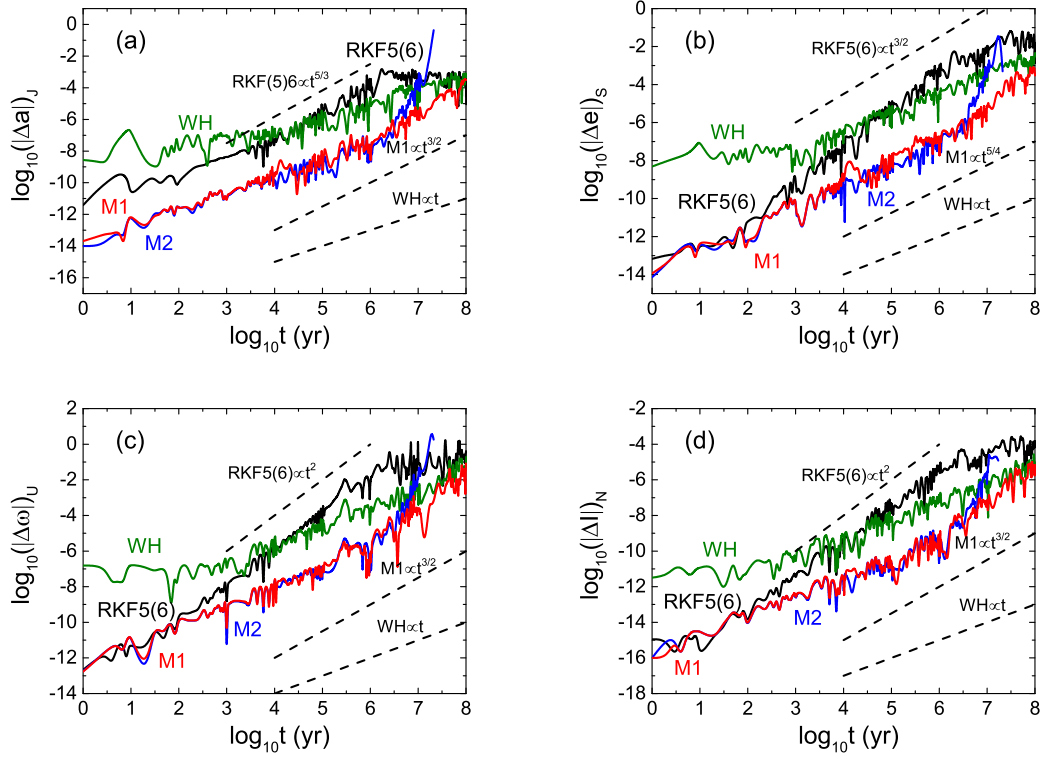 (a)
RKF5(6)
RKF(5)6∝t^5/3
WH
M1∝t^3/2
WH∝t
M1
M2
log10(|Δa|)J
0
-2
-4
-6
-8
-10
-12
-14
-16
0 1 2 3 4 5 6 7 8
log10t (yr)
(b)
RKF5(6)∝t^3/2
WH
M1∝t^5/4
RKF5(6)
M2
WH∝t
M1
log10(|Δe|)S
0
-2
-4
-6
-8
-10
-12
-14
0 1 2 3 4 5 6 7 8
log10t (yr)
(c)
RKF5(6)∝t^2
WH
M1∝t^3/2
RKF5(6)
M2
WH∝t
M1
log10(|Δω|)U
2
0
-2
-4
-6
-8
-10
-12
-14
0 1 2 3 4 5 6 7 8
log10t (yr)
(d)
RKF5(6)∝t^2
WH
M1∝t^3/2
RKF5(6)
M2
WH∝t
M1
log10(|ΔI|)N
-2
-4
-6
-8
-10
-12
-14
-16
-18
0 1 2 3 4 5 6 7 8
log10t (yr)